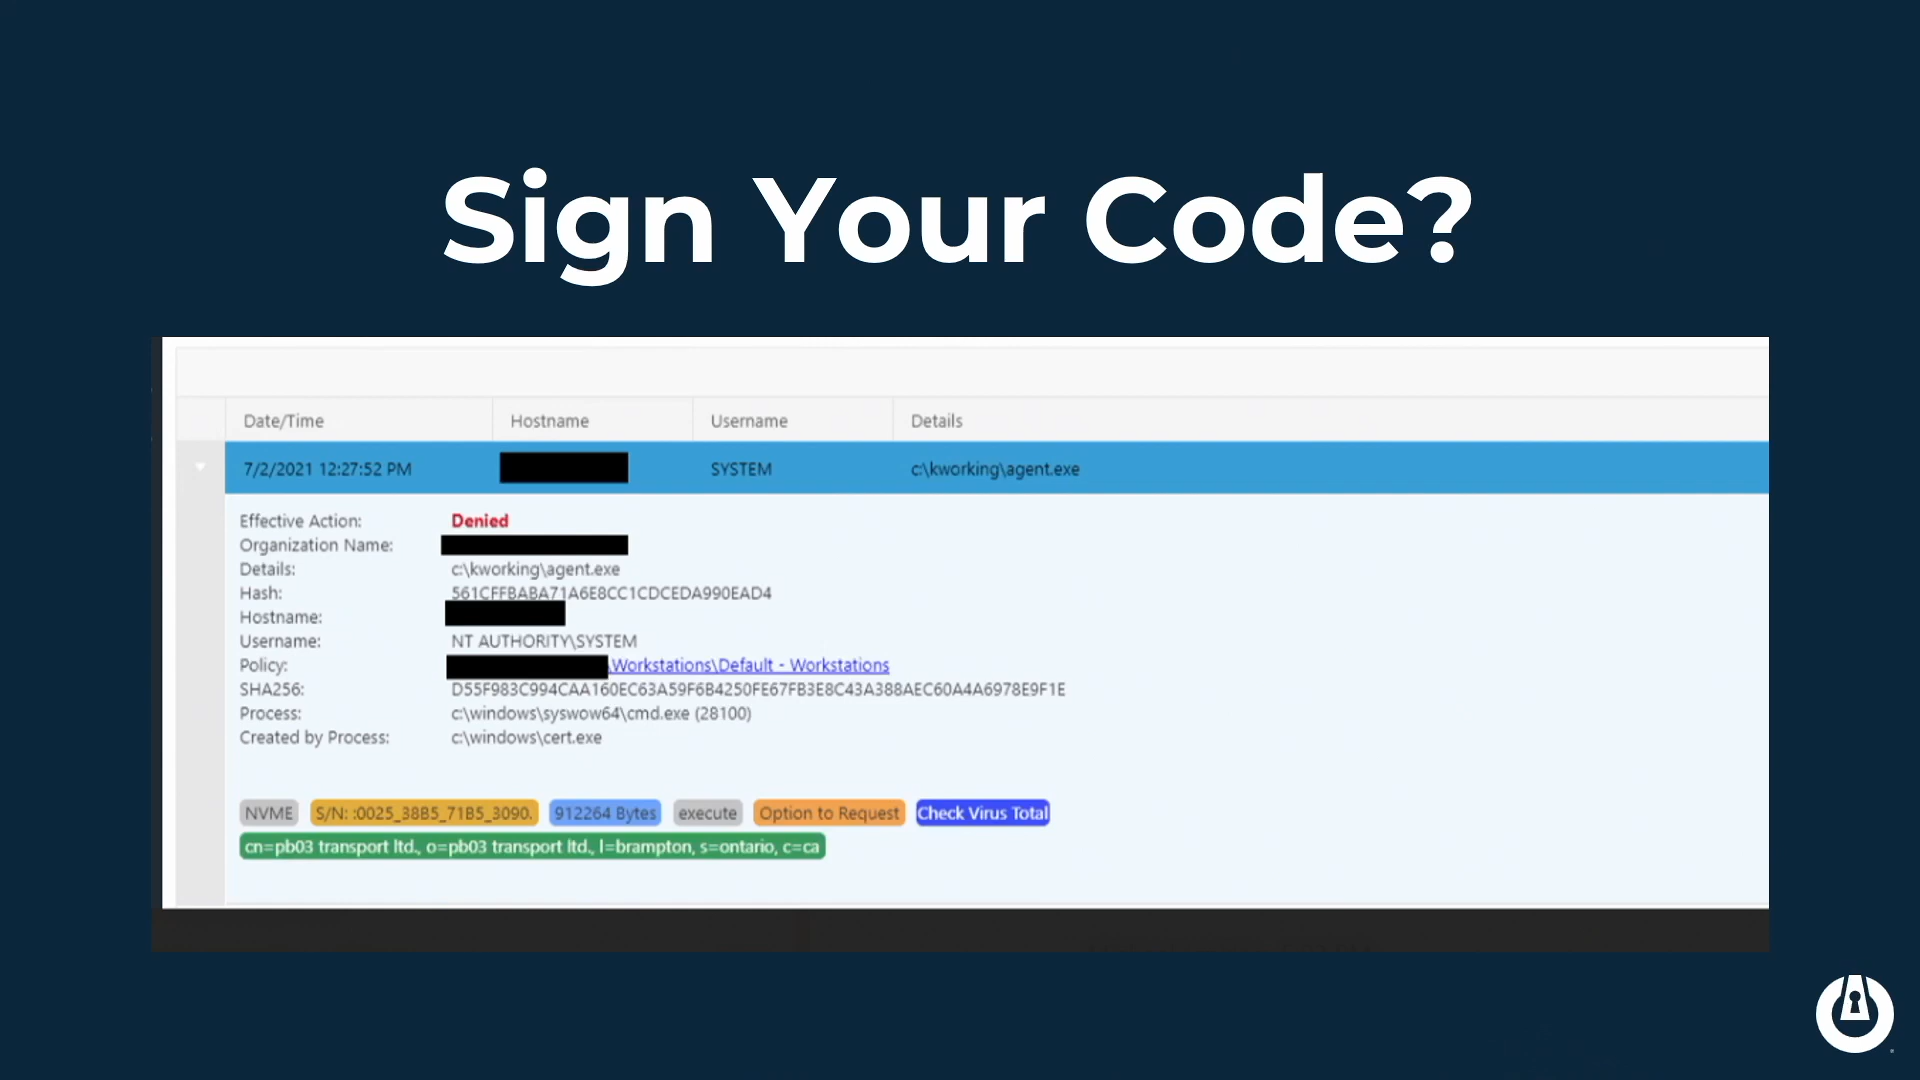 Sign Your Code?
Date/Time Hostname Username Details
7/2/2021 12:27:52 PM SYSTEM c:\kworking\agent.exe
Effective Action: Denied
Organization Name:
Details: c:\kworking\agent.exe
Hash: 561CFFBABA71A6E8CC1CDCEDA990EAD4
Hostname:
Username: NT AUTHORITY\SYSTEM
Policy: \Workstations\Default - Workstations
SHA256: D55F983C994CAA160EC63A59F6B4250FE67FB3E8C43A388AEC60A4A6978E9F1E
Process: c:\windows\syswow64\cmd.exe (28100)
Created by Process: c:\windows\cert.exe
NVME S/N: :0025_38B5_71B5_3090. 912264 Bytes execute Option to Request Check Virus Total
cn=pb03 transport ltd., o=pb03 transport ltd., l=brampton, s=ontario, c=ca